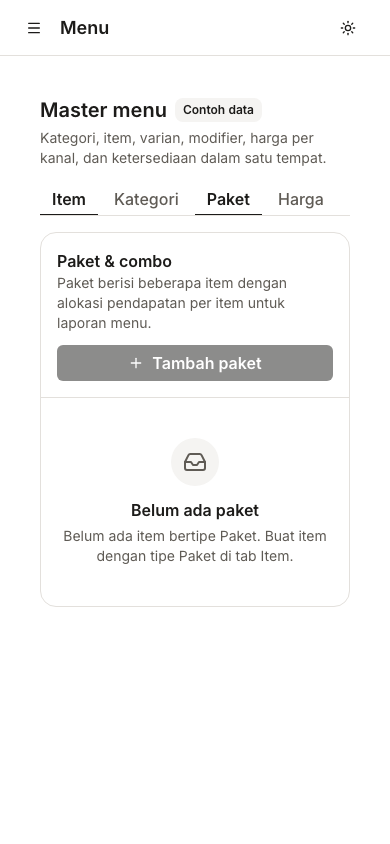 Menu
Master menu
Contoh data
Kategori, item, varian, modifier, harga per
kanal, dan ketersediaan dalam satu tempat.
Item
Kategori
Paket
Harga
Paket & combo
Paket berisi beberapa item dengan
alokasi pendapatan per item untuk
laporan menu.
+ Tambah paket
Belum ada paket
Belum ada item bertipe Paket. Buat item
dengan tipe Paket di tab Item.